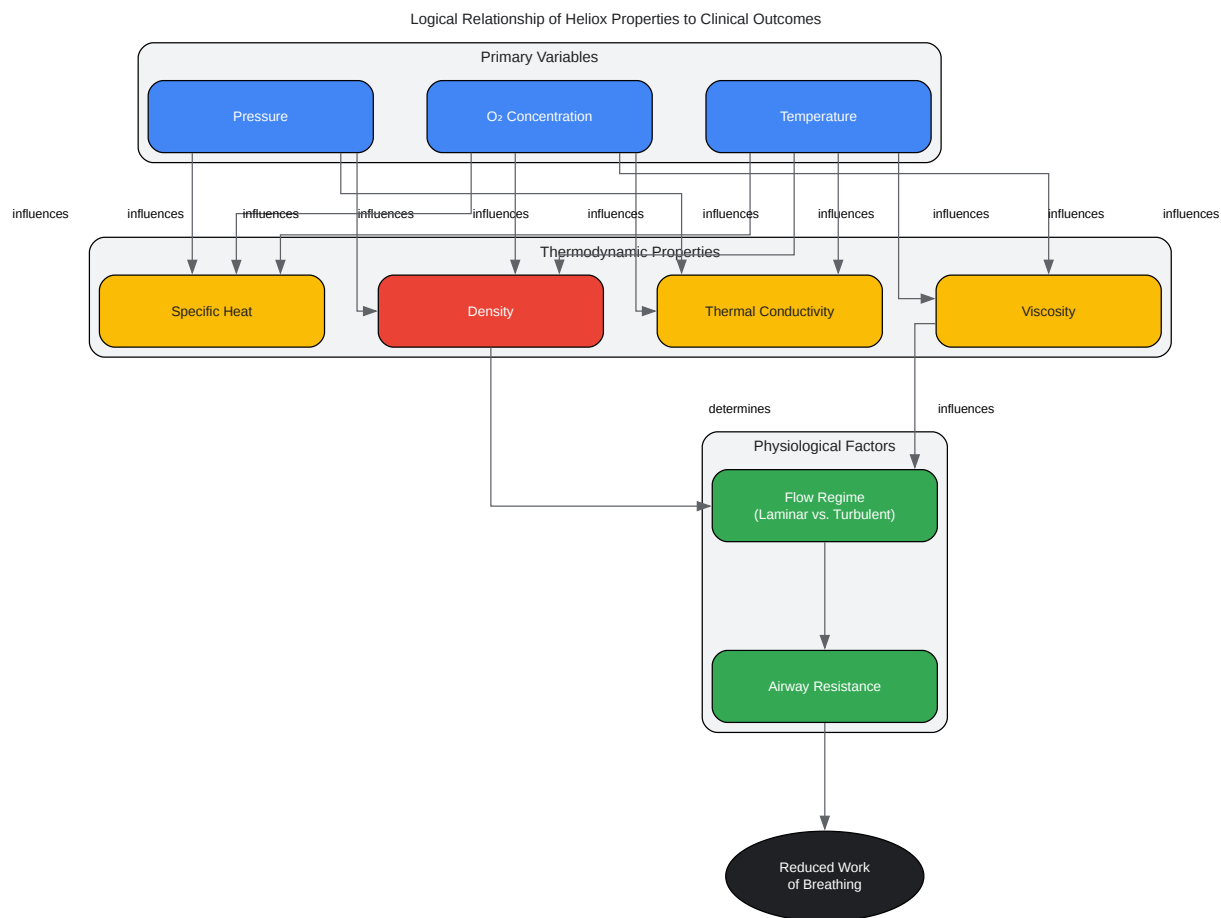 Logical Relationship of Heliox Properties to Clinical Outcomes
Primary Variables
Pressure
O₂ Concentration
Temperature
influences
influences
influences
influences
influences
influences
influences
influences
influences
influences
influences
Thermodynamic Properties
Specific Heat
Density
Thermal Conductivity
Viscosity
determines
influences
Physiological Factors
Flow Regime
(Laminar vs. Turbulent)
Airway Resistance
Reduced Work
of Breathing